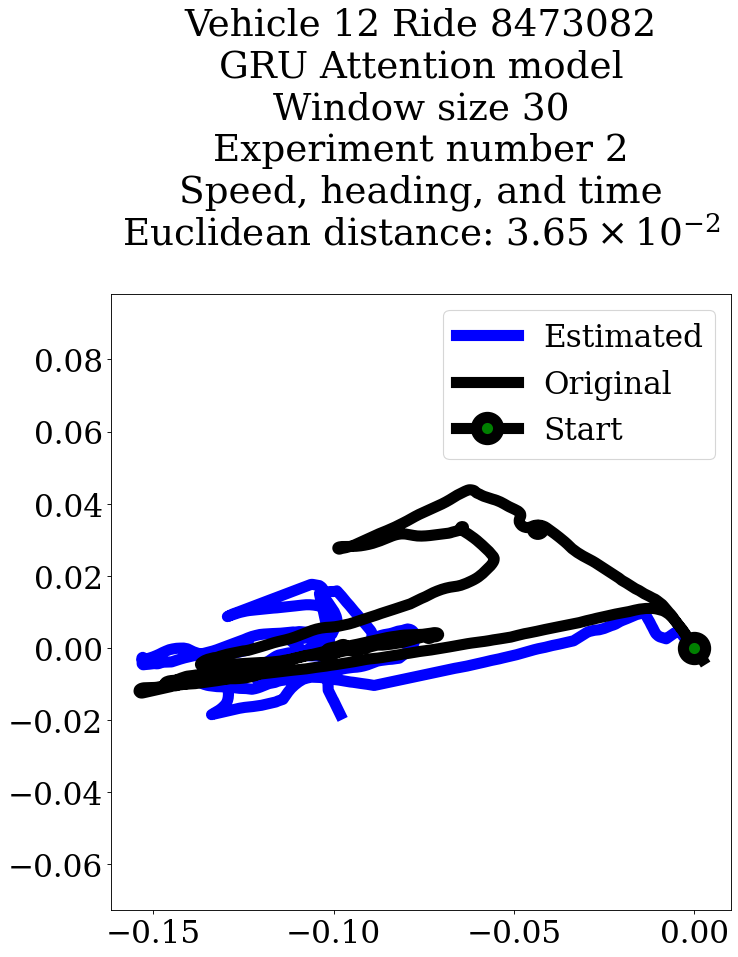 Vehicle 12 Ride 8473082
GRU Attention model
Window size 30
Experiment number 2
Speed, heading, and time
Euclidean distance: 3.65 × 10⁻²
Estimated
Original
Start
0.08
0.06
0.04
0.02
0.00
−0.02
−0.04
−0.06
−0.15 −0.10 −0.05 0.00